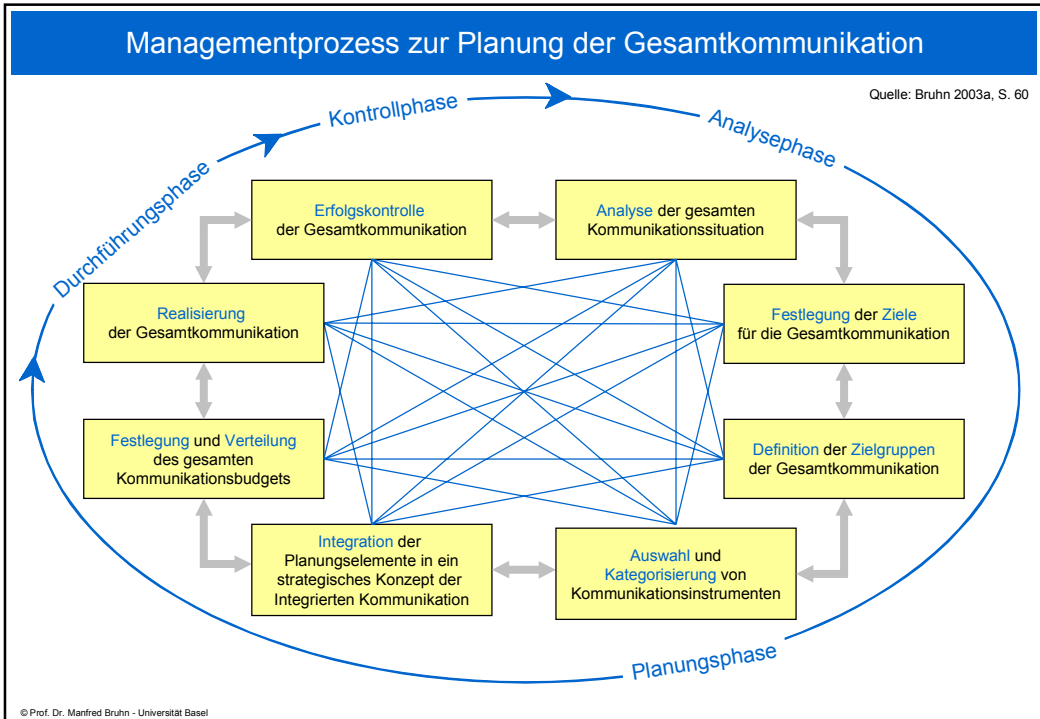 Managementprozess zur Planung der Gesamtkommunikation
Quelle: Bruhn 2003a, S. 60
Kontrollphase
Analysephase
Durchführungsphase
Erfolgskontrolle
der Gesamtkommunikation
Analyse der gesamten
Kommunikationssituation
Realisierung
der Gesamtkommunikation
Festlegung der Ziele
für die Gesamtkommunikation
Festlegung und Verteilung
des gesamten
Kommunikationsbudgets
Definition der Zielgruppen
der Gesamtkommunikation
Integration der
Planungselemente in ein
strategisches Konzept der
Integrierten Kommunikation
Auswahl und
Kategorisierung von
Kommunikationsinstrumenten
Planungsphase
© Prof. Dr. Manfred Bruhn - Universität Basel